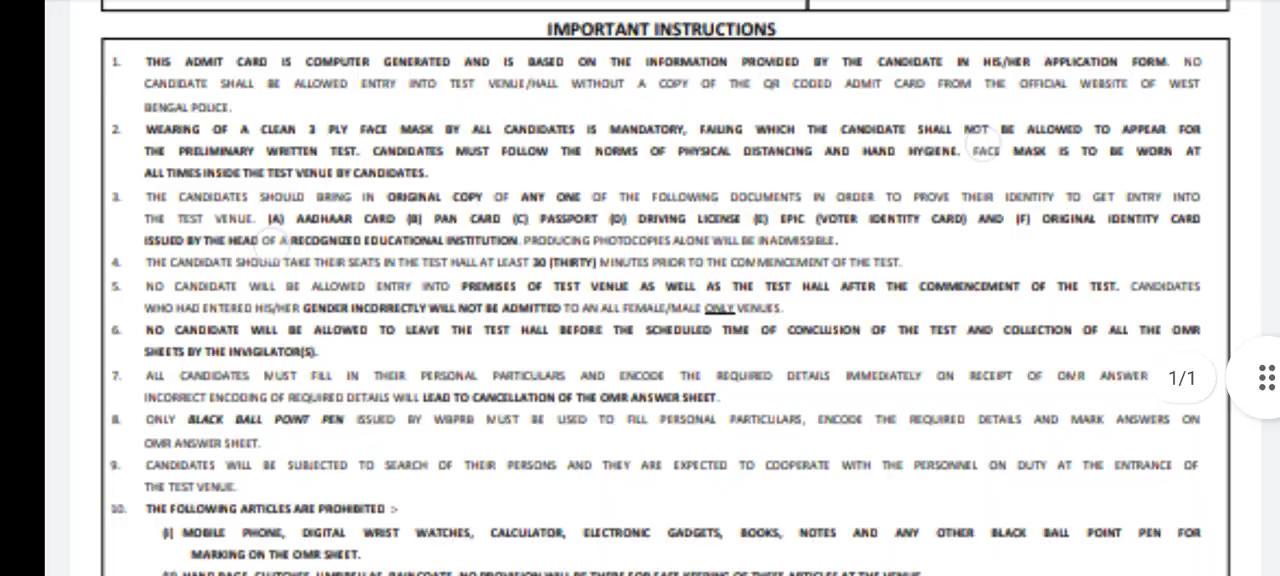 IMPORTANT INSTRUCTIONS
1. THIS ADMIT CARD IS COMPUTER GENERATED AND IS BASED ON THE INFORMATION PROVIDED BY THE CANDIDATE IN HIS/HER APPLICATION FORM. NO
CANDIDATE SHALL BE ALLOWED ENTRY INTO TEST VENUE/HALL WITHOUT A COPY OF THE QR CODED ADMIT CARD FROM THE OFFICIAL WEBSITE OF WEST
BENGAL POLICE.
2. WEARING OF A CLEAN 3 PLY FACE MASK BY ALL CANDIDATES IS MANDATORY, FAILING WHICH THE CANDIDATE SHALL NOT BE ALLOWED TO APPEAR FOR
THE PRELIMINARY WRITTEN TEST. CANDIDATES MUST FOLLOW THE NORMS OF PHYSICAL DISTANCING AND HAND HYGIENE. FACE MASK IS TO BE WORN AT
ALL TIMES INSIDE THE TEST VENUE BY CANDIDATES.
3. THE CANDIDATES SHOULD BRING IN ORIGINAL COPY OF ANY ONE OF THE FOLLOWING DOCUMENTS IN ORDER TO PROVE THEIR IDENTITY TO GET ENTRY INTO
THE TEST VENUE. (A) AADHAAR CARD (B) PAN CARD (C) PASSPORT (D) DRIVING LICENSE (E) EPIC (VOTER IDENTITY CARD) AND (F) ORIGINAL IDENTITY CARD
ISSUED BY THE HEAD OF A RECOGNIZED EDUCATIONAL INSTITUTION. PRODUCING PHOTOCOPIES ALONE WILL BE INADMISSIBLE.
4. THE CANDIDATE SHOULD TAKE THEIR SEATS IN THE TEST HALL AT LEAST 30 (THIRTY) MINUTES PRIOR TO THE COMMENCEMENT OF THE TEST.
5. NO CANDIDATE WILL BE ALLOWED ENTRY INTO PREMISES OF TEST VENUE AS WELL AS THE TEST HALL AFTER THE COMMENCEMENT OF THE TEST. CANDIDATES
WHO HAD ENTERED HIS/HER GENDER INCORRECTLY WILL NOT BE ADMITTED TO AN ALL FEMALE/MALE ONLY VENUES.
6. NO CANDIDATE WILL BE ALLOWED TO LEAVE THE TEST HALL BEFORE THE SCHEDULED TIME OF CONCLUSION OF THE TEST AND COLLECTION OF ALL THE OMR
SHEETS BY THE INVIGILATOR(S).
7. ALL CANDIDATES MUST FILL IN THEIR PERSONAL PARTICULARS AND ENCODE THE REQUIRED DETAILS IMMEDIATELY ON RECEIPT OF OMR ANSWER
1/1
INCORRECT ENCODING OF REQUIRED DETAILS WILL LEAD TO CANCELLATION OF THE OMR ANSWER SHEET.
8. ONLY BLACK BALL POINT PEN ISSUED BY WBPRB MUST BE USED TO FILL PERSONAL PARTICULARS, ENCODE THE REQUIRED DETAILS AND MARK ANSWERS ON
OMR ANSWER SHEET.
9. CANDIDATES WILL BE SUBJECTED TO SEARCH OF THEIR PERSONS AND THEY ARE EXPECTED TO COOPERATE WITH THE PERSONNEL ON DUTY AT THE ENTRANCE OF
THE TEST VENUE.
10. THE FOLLOWING ARTICLES ARE PROHIBITED :-
(i) MOBILE PHONE, DIGITAL WRIST WATCHES, CALCULATOR, ELECTRONIC GADGETS, BOOKS, NOTES AND ANY OTHER BLACK BALL POINT PEN FOR
MARKING ON THE OMR SHEET.